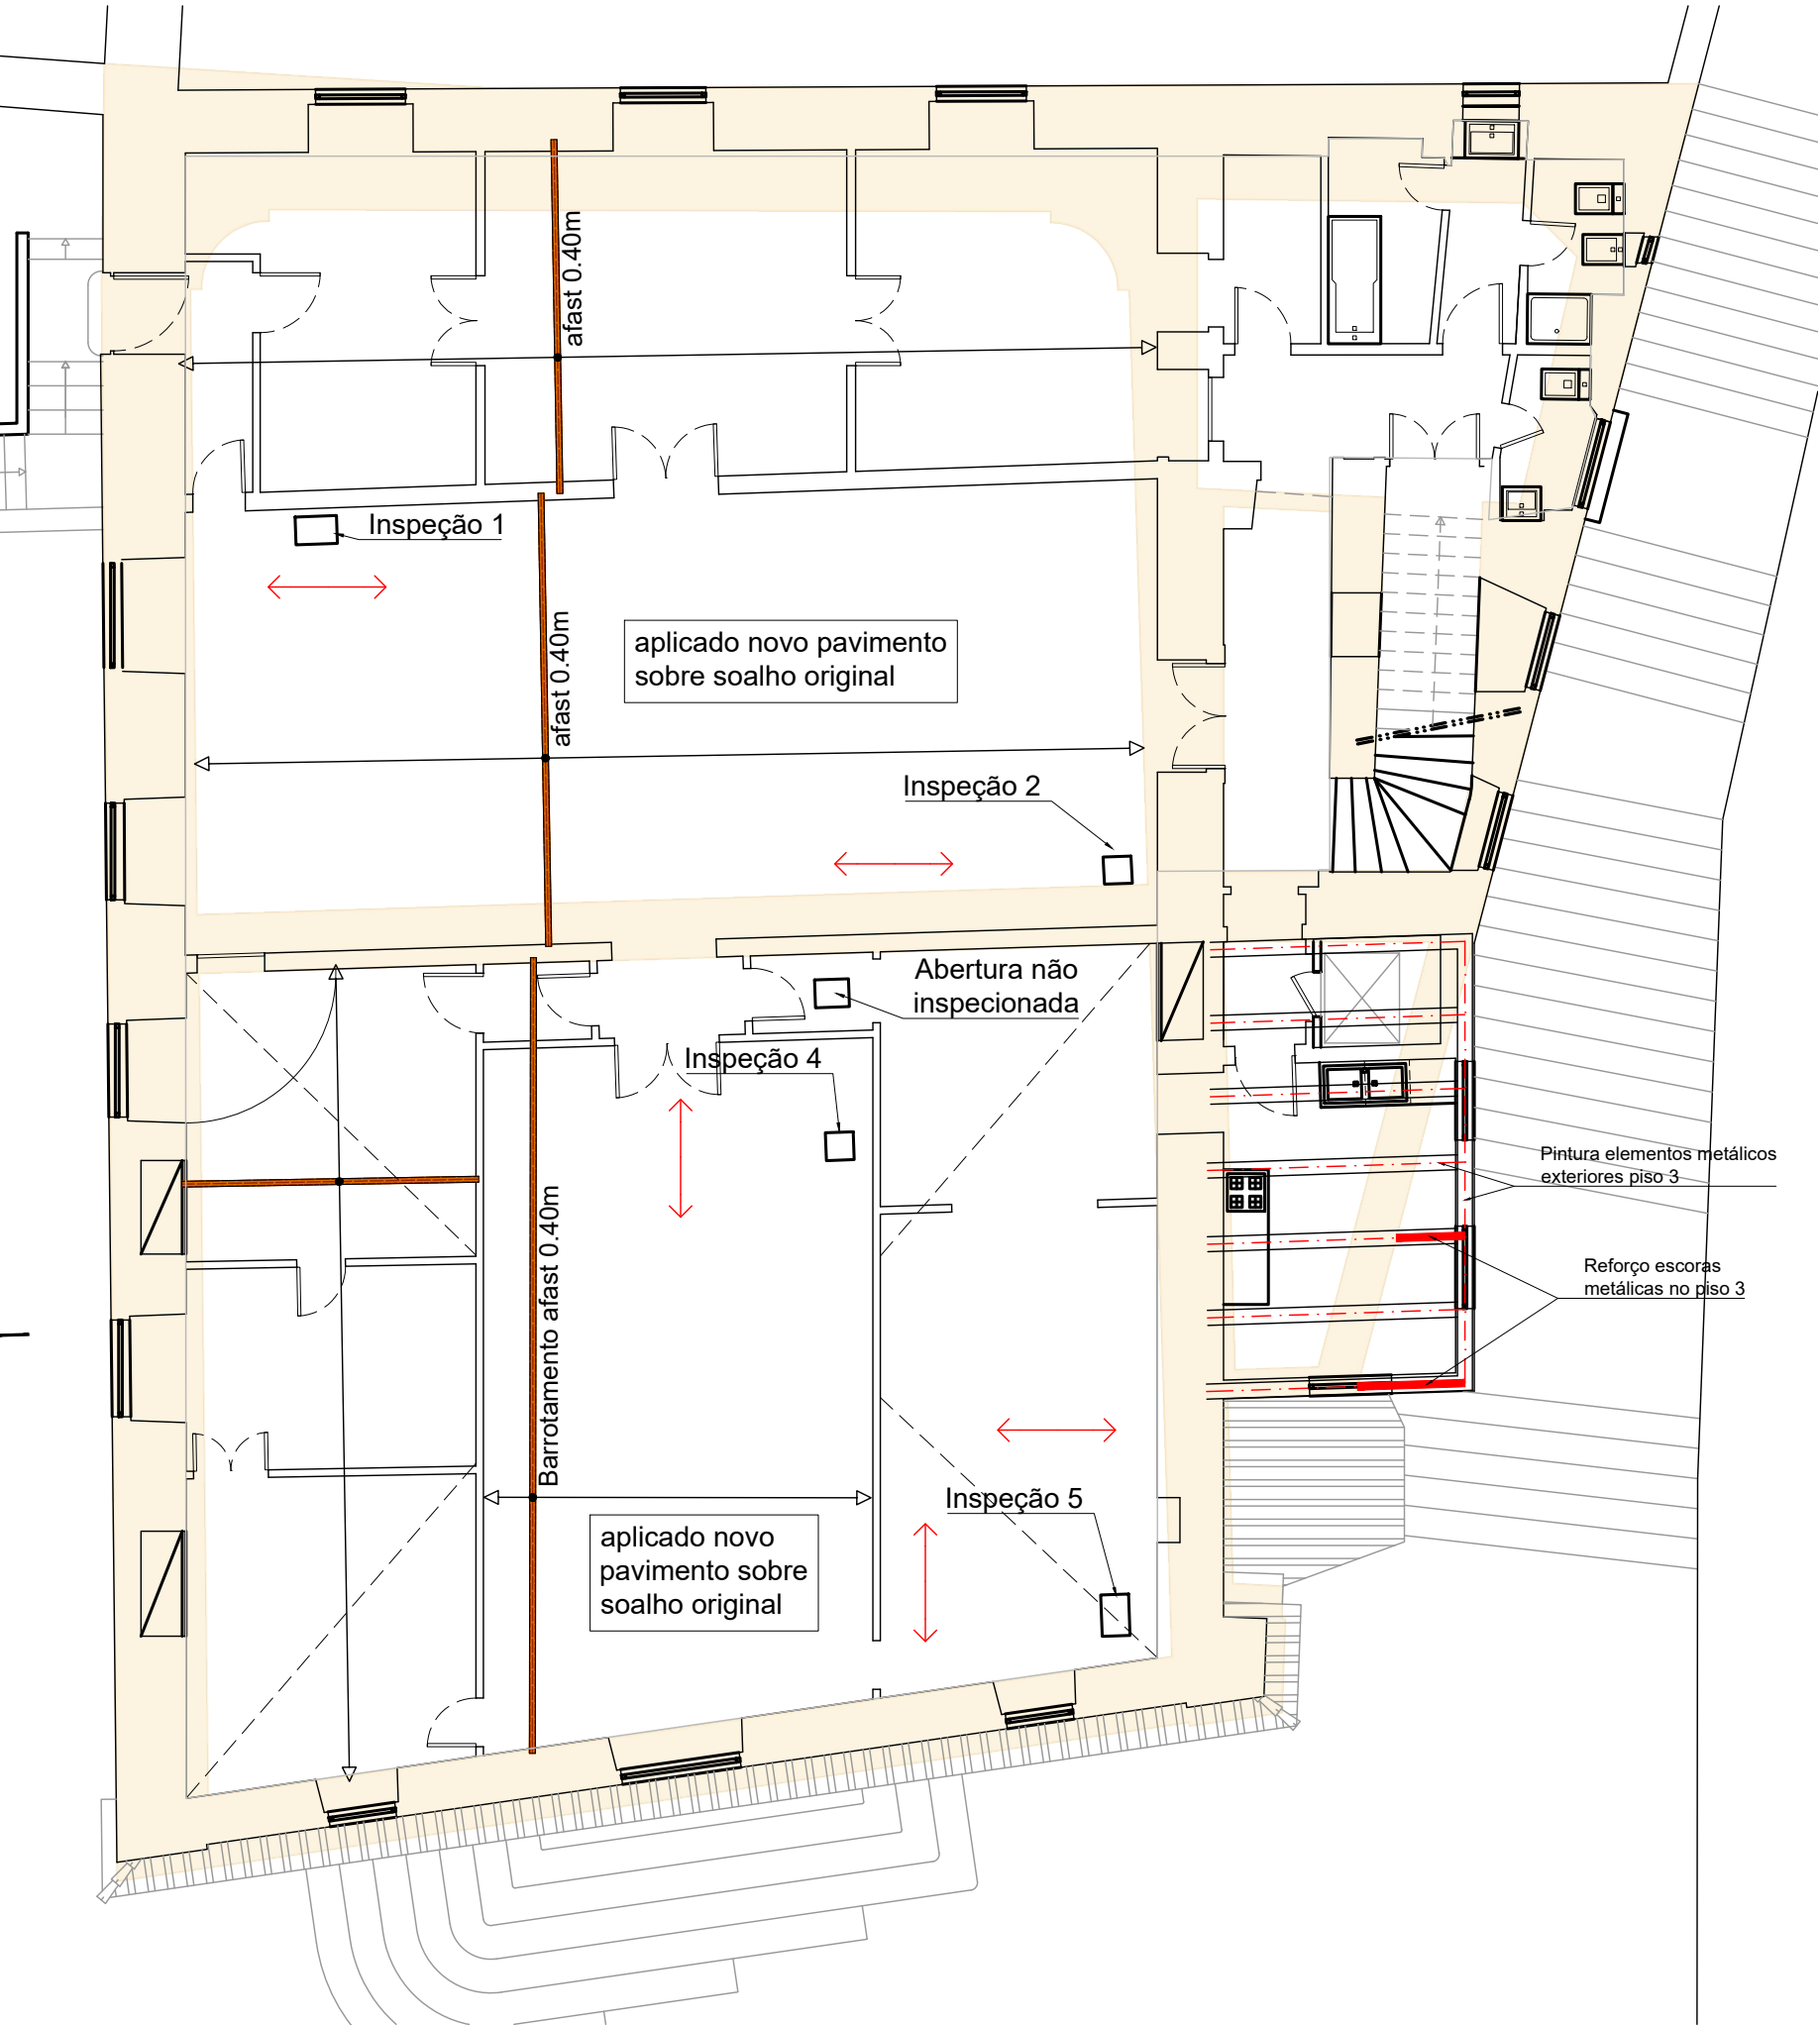 afast 0.40m
Inspeção 1
afast 0.40m
aplicado novo pavimento
sobre soalho original
Inspeção 2
Abertura não
inspecionada
Inspeção 4
Pintura elementos metálicos
exteriores piso 3
Barrotamento afast 0.40m
Reforço escoras
metálicas no piso 3
Inspeção 5
aplicado novo
pavimento sobre
soalho original